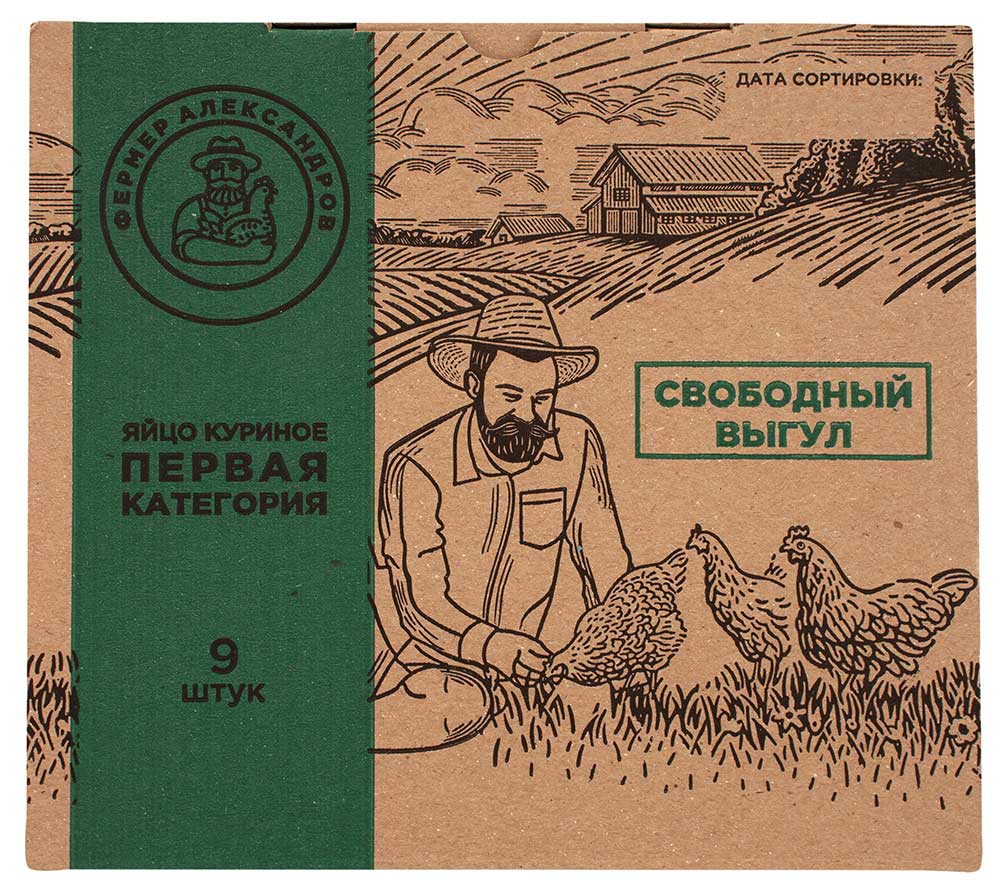 ФЕРМЕР АЛЕКСАНДРОВ
ДАТА СОРТИРОВКИ:
СВОБОДНЫЙ
ВЫГУЛ
ЯЙЦО КУРИНОЕ
ПЕРВАЯ
КАТЕГОРИЯ
9
ШТУК